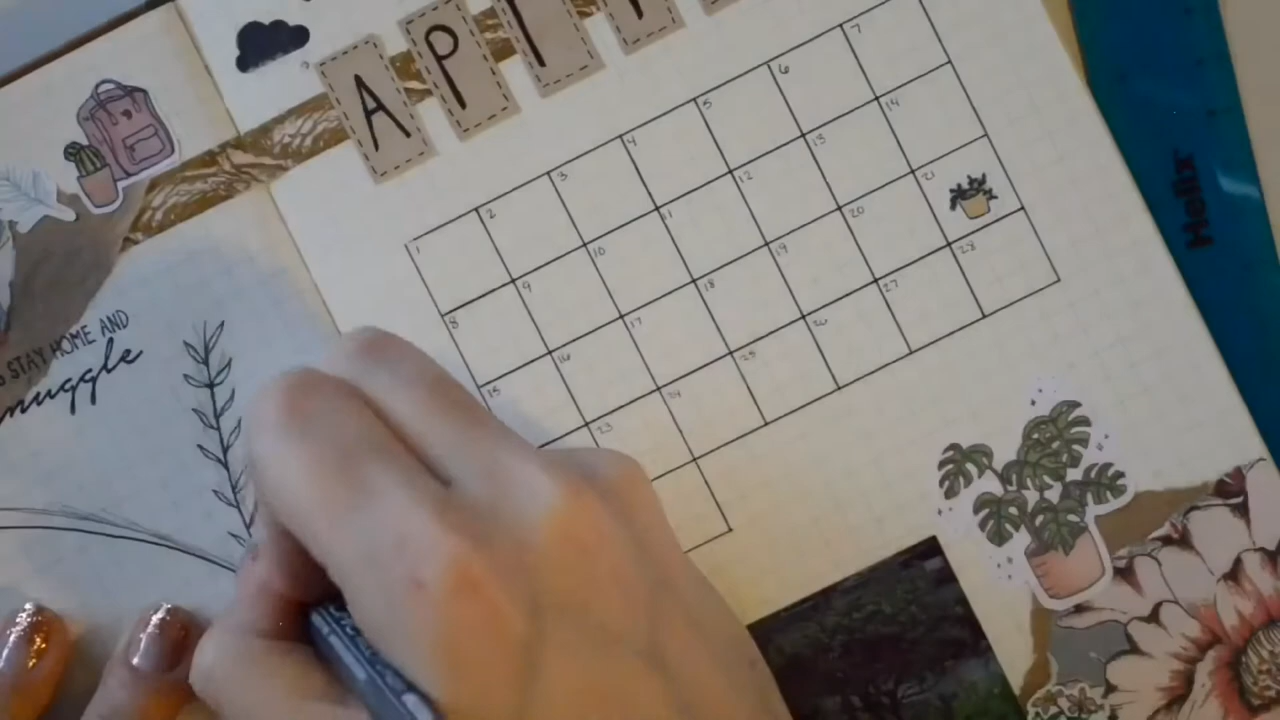 AP
STAY HOME AND
nuggle
1 2 3 4 5 6 7
8 9 10 11 12 13 14
15 16 17 18 19 20 21
23 24 25 26 27 28
Helix